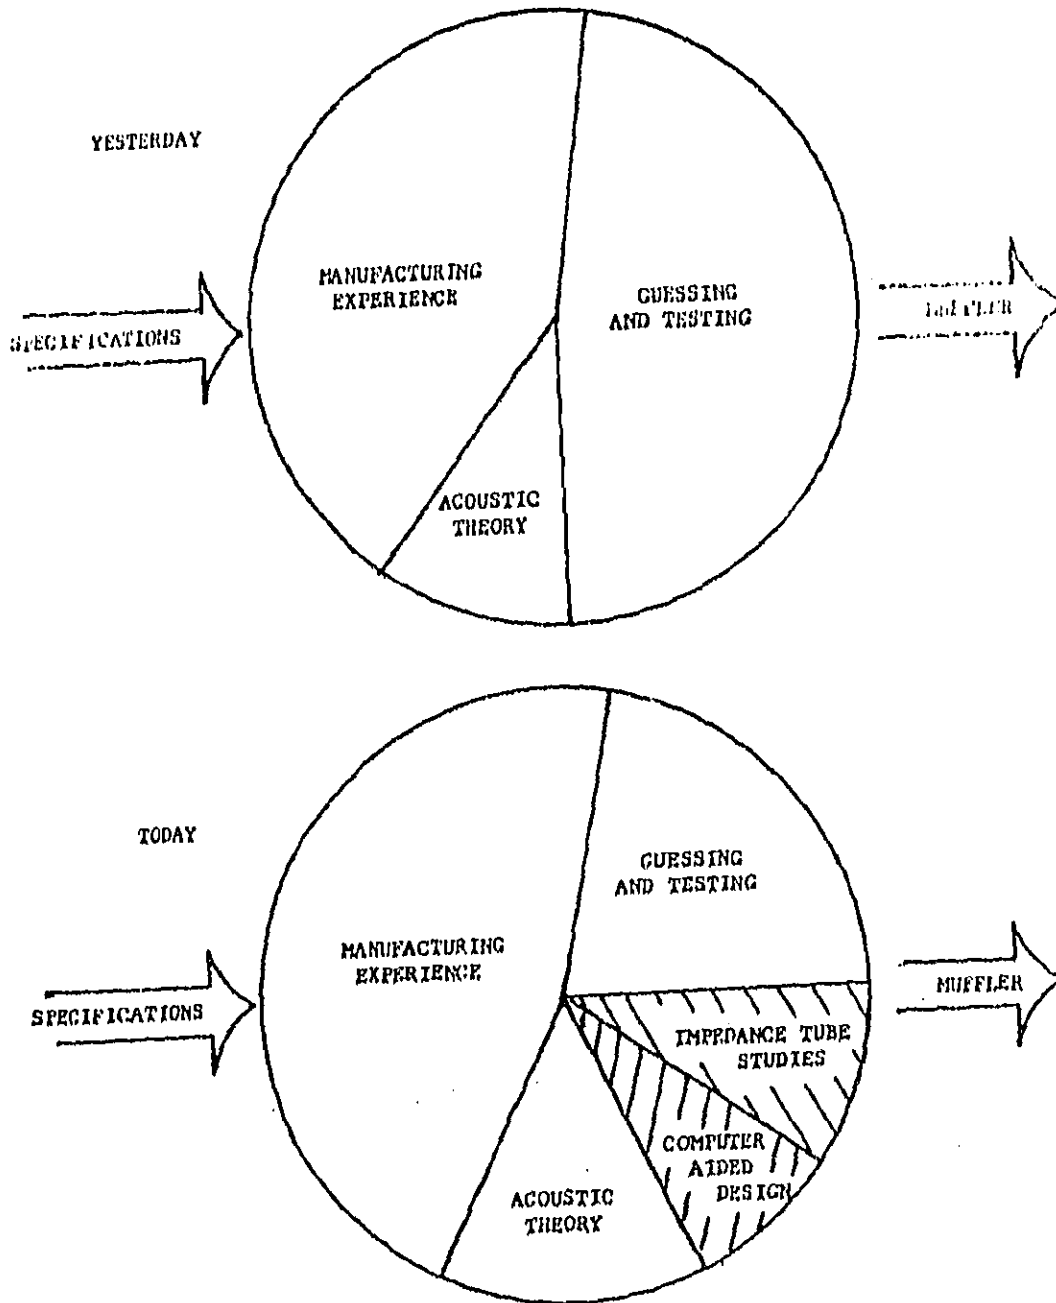 YESTERDAY
MANUFACTURING
EXPERIENCE
GUESSING
AND TESTING
SPECIFICATIONS
MUFFLER
ACOUSTIC
THEORY
TODAY
GUESSING
AND TESTING
MANUFACTURING
EXPERIENCE
SPECIFICATIONS
MUFFLER
IMPEDANCE TUBE
STUDIES
COMPUTER
AIDED
DESIGN
ACOUSTIC
THEORY